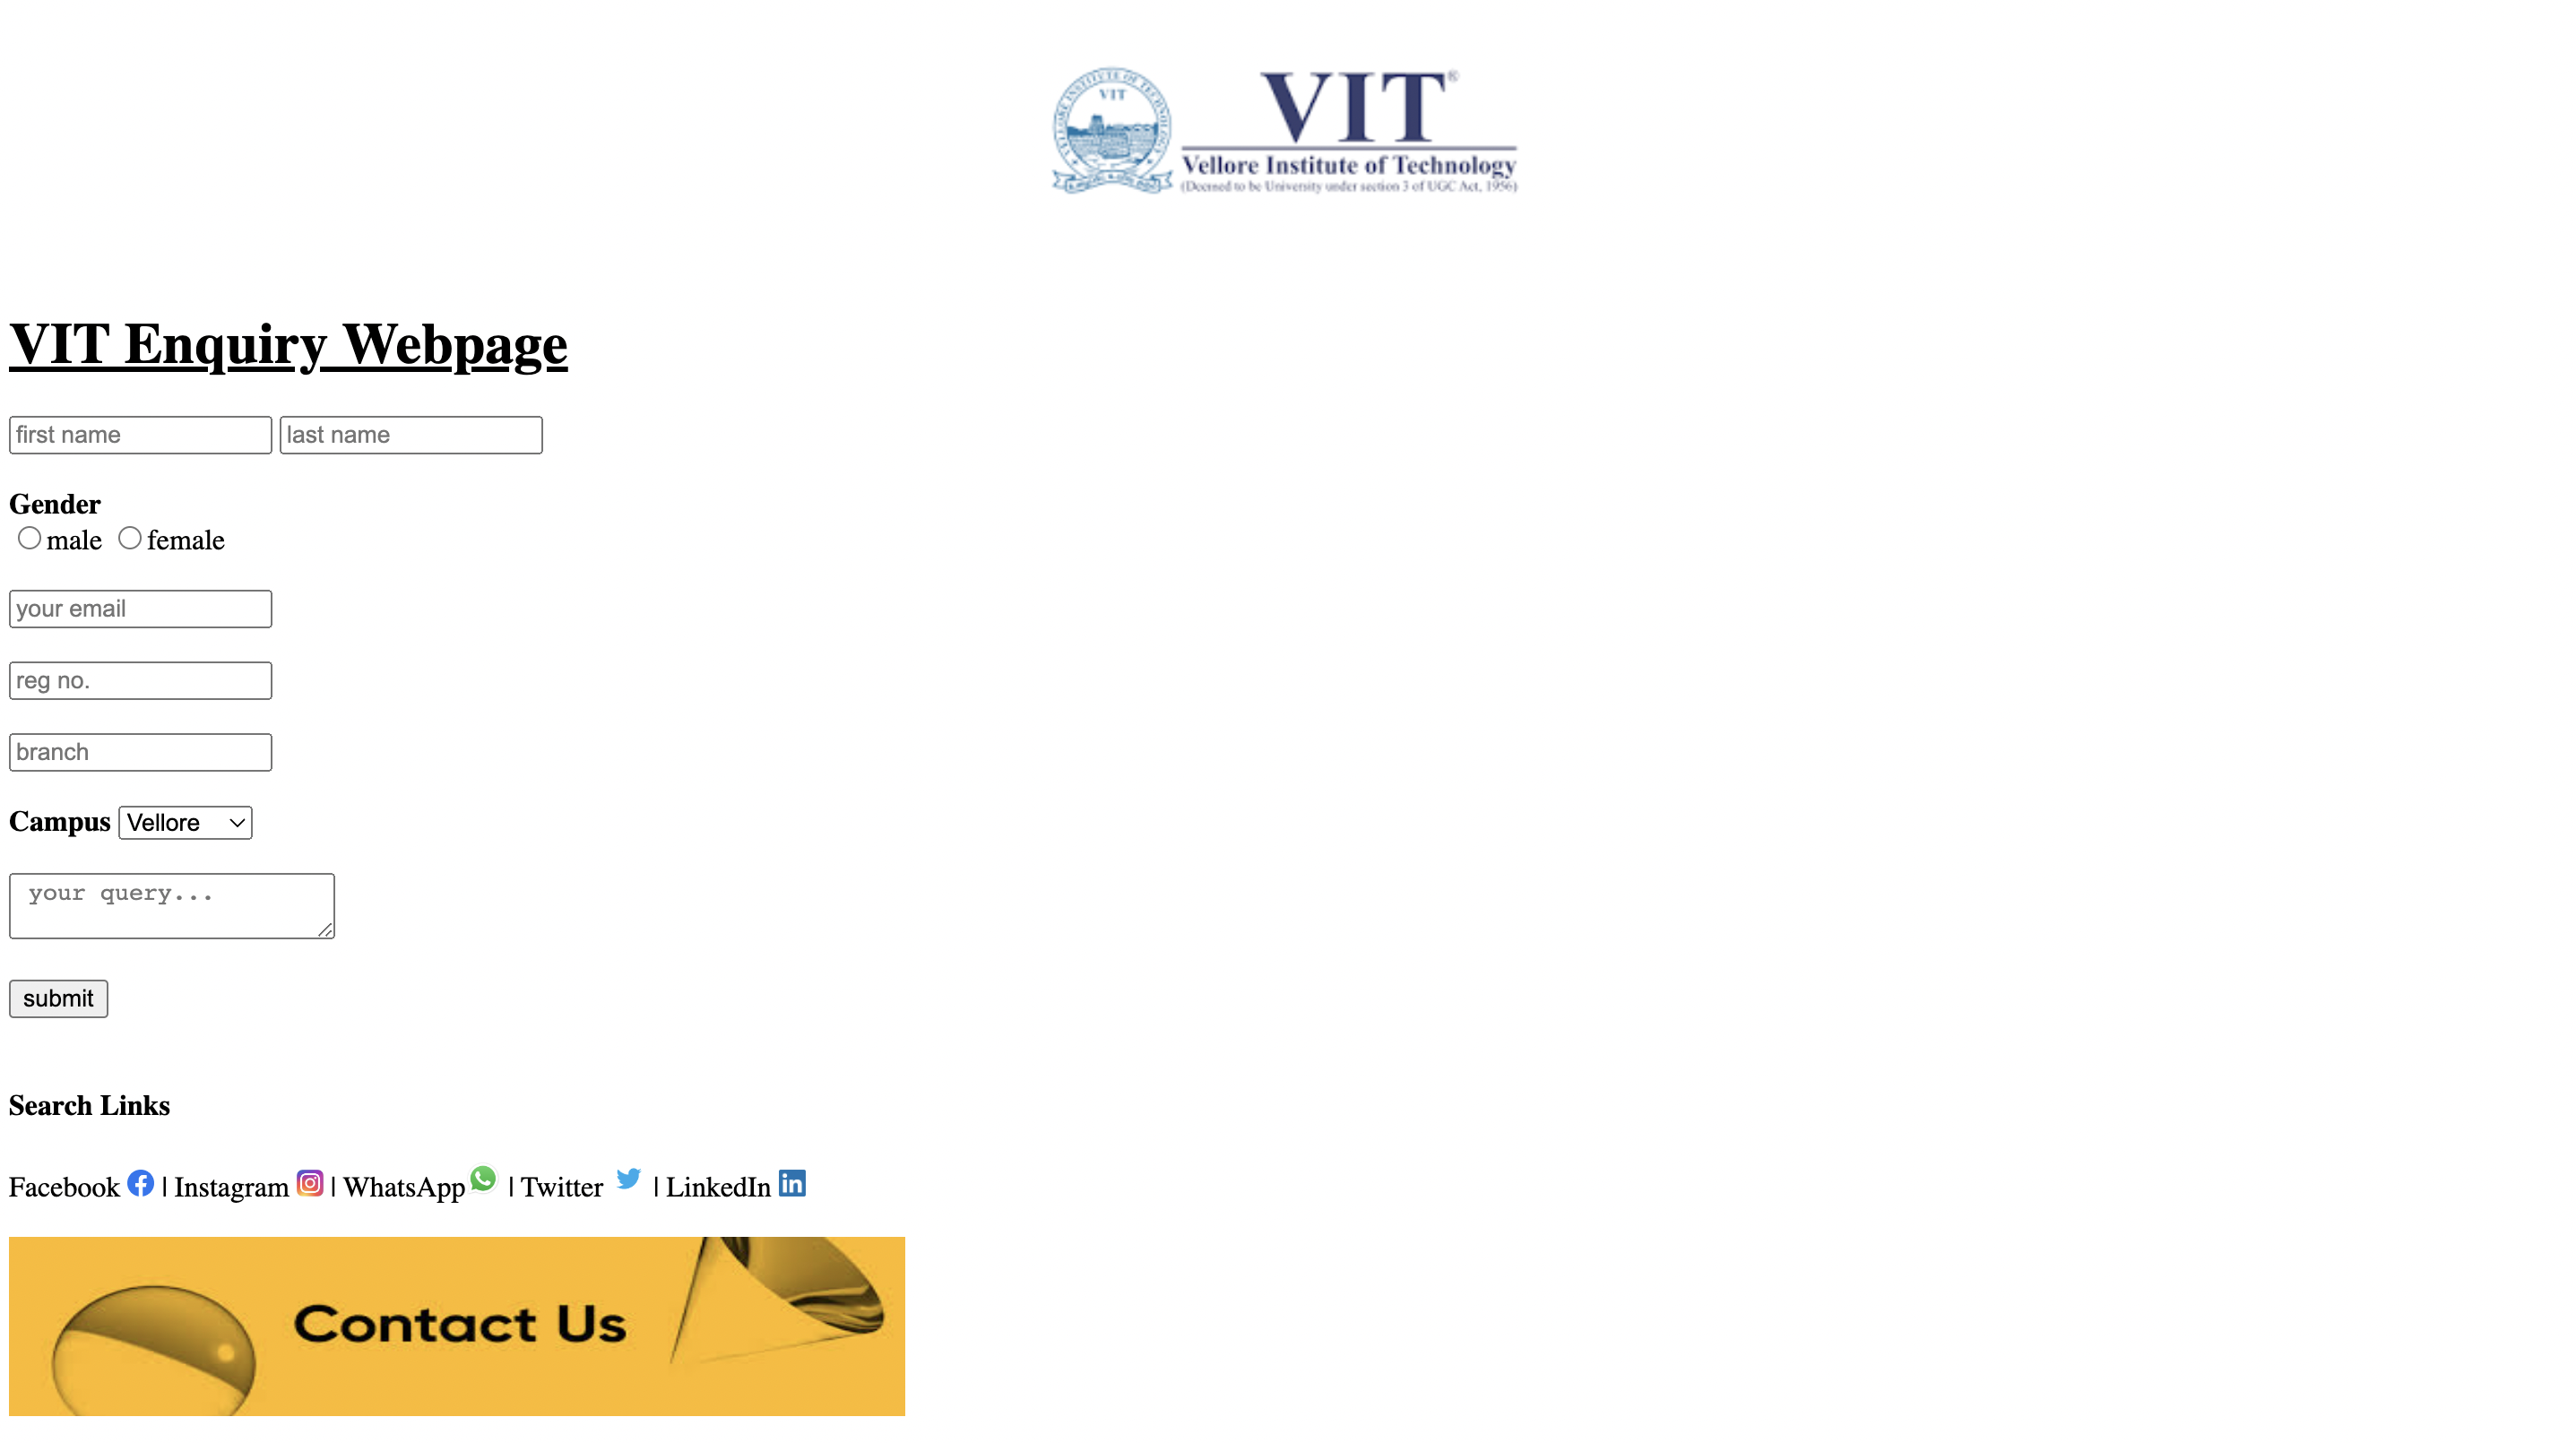 VIT
VIT®
Vellore Institute of Technology
(Deemed to be University under section 3 of UGC Act, 1956)
VIT Enquiry Webpage
first name last name
Gender
male female
your email
reg no.
branch
Campus Vellore
your query...
submit
Search Links
Facebook | Instagram | WhatsApp | Twitter | LinkedIn in
Contact Us